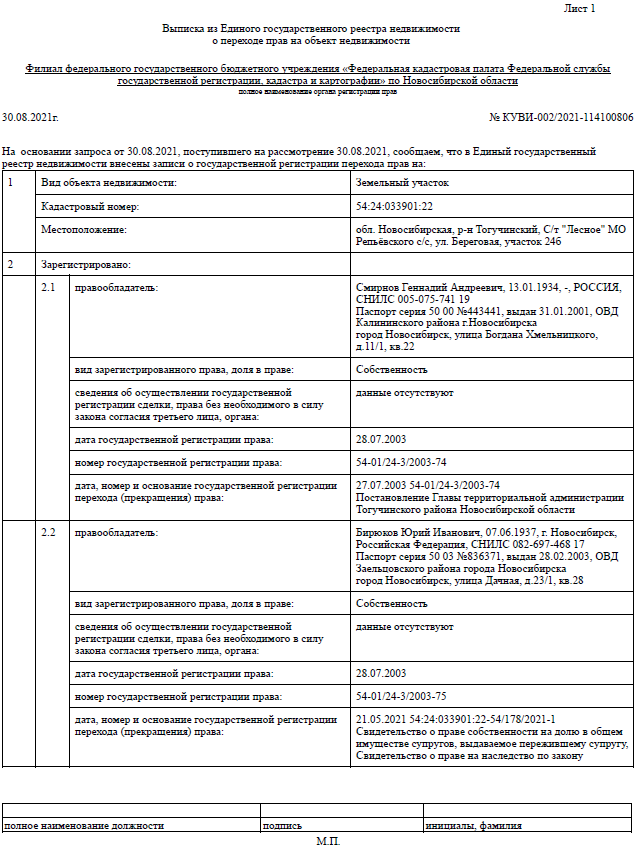 Лист 1
Выписка из Единого государственного реестра недвижимости
о переходе прав на объект недвижимости
Филиал федерального государственного бюджетного учреждения «Федеральная кадастровая палата Федеральной службы
государственной регистрации, кадастра и картографии» по Новосибирской области
полное наименование органа регистрации прав
30.08.2021г.
№ КУВИ-002/2021-114100806
На основании запроса от 30.08.2021, поступившего на рассмотрение 30.08.2021, сообщаем, что в Единый государственный
реестр недвижимости внесены записи о государственной регистрации перехода прав на:
1
Вид объекта недвижимости:
Земельный участок
Кадастровый номер:
54:24:033901:22
Местоположение:
обл. Новосибирская, р-н Тогучинский, С/т "Лесное" МО
Репьёвского с/с, ул. Береговая, участок 24б
2
Зарегистрировано:
2.1
правообладатель:
Смирнов Геннадий Андреевич, 13.01.1934, -, РОССИЯ,
СНИЛС 005-075-741 19
Паспорт серия 50 00 №443441, выдан 31.01.2001, ОВД
Калининского района г.Новосибирска
город Новосибирск, улица Богдана Хмельницкого,
д.11/1, кв.22
вид зарегистрированного права, доля в праве:
Собственность
сведения об осуществлении государственной
регистрации сделки, права без необходимого в силу
закона согласия третьего лица, органа:
данные отсутствуют
дата государственной регистрации права:
28.07.2003
номер государственной регистрации права:
54-01/24-3/2003-74
дата, номер и основание государственной регистрации
перехода (прекращения) права:
27.07.2003 54-01/24-3/2003-74
Постановление Главы территориальной администрации
Тогучинского района Новосибирской области
2.2
правообладатель:
Бирюков Юрий Иванович, 07.06.1937, г. Новосибирск,
Российская Федерация, СНИЛС 082-697-468 17
Паспорт серия 50 03 №836371, выдан 28.02.2003, ОВД
Заельцовского района города Новосибирска
город Новосибирск, улица Дачная, д.23/1, кв.28
вид зарегистрированного права, доля в праве:
Собственность
сведения об осуществлении государственной
регистрации сделки, права без необходимого в силу
закона согласия третьего лица, органа:
данные отсутствуют
дата государственной регистрации права:
28.07.2003
номер государственной регистрации права:
54-01/24-3/2003-75
дата, номер и основание государственной регистрации
перехода (прекращения) права:
21.05.2021 54:24:033901:22-54/178/2021-1
Свидетельство о праве собственности на долю в общем
имуществе супругов, выдаваемое пережившему супругу,
Свидетельство о праве на наследство по закону
полное наименование должности
подпись
инициалы, фамилия
М.П.